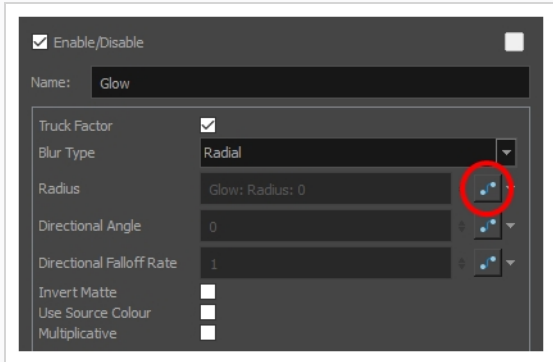 Enable/Disable
Name: Glow
Truck Factor
Blur Type Radial
Radius Glow: Radius: 0
Directional Angle 0
Directional Falloff Rate 1
Invert Matte
Use Source Colour
Multiplicative